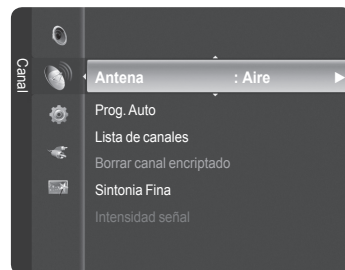 Canal
Antena : Aire
Prog. Auto
Lista de canales
Borrar canal encriptado
Sintonia Fina
Intensidad señal